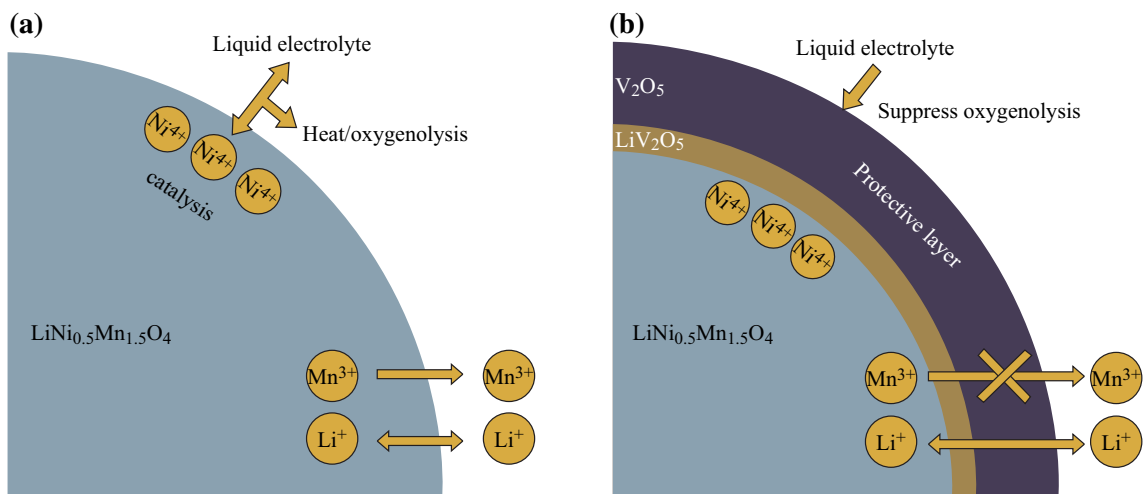 (a)
Liquid electrolyte
Heat/oxygenolysis
Ni⁴⁺
Ni⁴⁺
Ni⁴⁺
catalysis
LiNi₀.₅Mn₁.₅O₄
Mn³⁺
Mn³⁺
Li⁺
Li⁺
(b)
Liquid electrolyte
Suppress oxygenolysis
V₂O₅
LiV₂O₅
Protective layer
Ni⁴⁺
Ni⁴⁺
Ni⁴⁺
LiNi₀.₅Mn₁.₅O₄
Mn³⁺
Mn³⁺
Li⁺
Li⁺